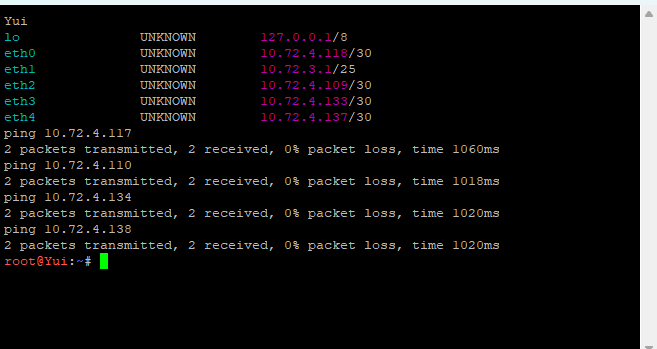 Yui
lo UNKNOWN 127.0.0.1/8
eth0 UNKNOWN 10.72.4.118/30
eth1 UNKNOWN 10.72.3.1/25
eth2 UNKNOWN 10.72.4.109/30
eth3 UNKNOWN 10.72.4.133/30
eth4 UNKNOWN 10.72.4.137/30
ping 10.72.4.117
2 packets transmitted, 2 received, 0% packet loss, time 1060ms
ping 10.72.4.110
2 packets transmitted, 2 received, 0% packet loss, time 1018ms
ping 10.72.4.134
2 packets transmitted, 2 received, 0% packet loss, time 1020ms
ping 10.72.4.138
2 packets transmitted, 2 received, 0% packet loss, time 1020ms
root@Yui:~#